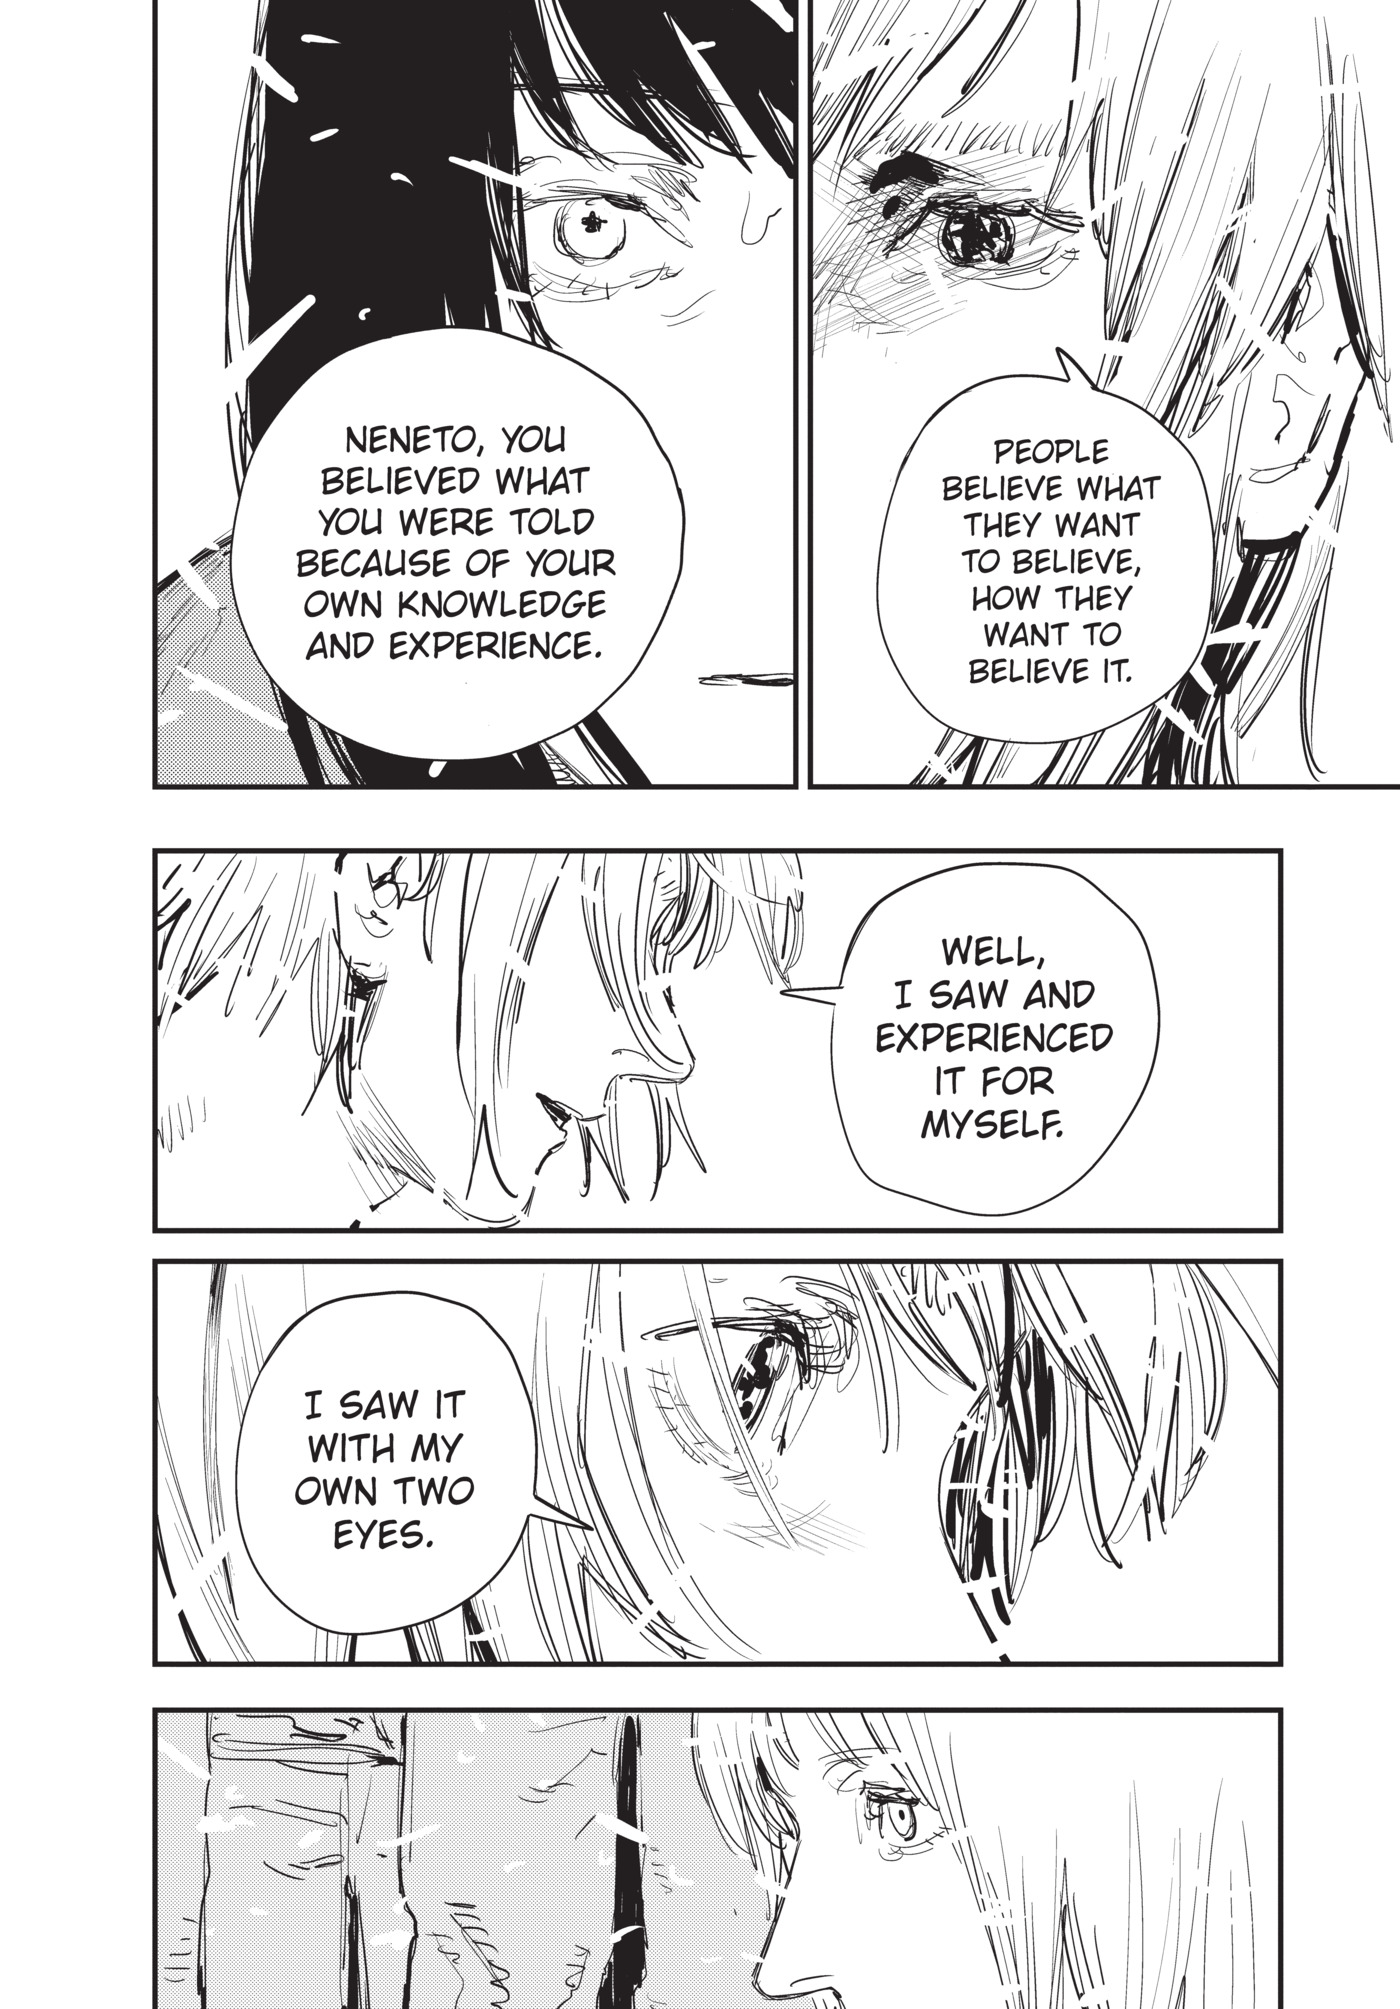 PEOPLE
BELIEVE WHAT
THEY WANT
TO BELIEVE,
HOW THEY
WANT TO
BELIEVE IT.
NENETO, YOU
BELIEVED WHAT
YOU WERE TOLD
BECAUSE OF YOUR
OWN KNOWLEDGE
AND EXPERIENCE.
WELL,
I SAW AND
EXPERIENCED
IT FOR
MYSELF.
I SAW IT
WITH MY
OWN TWO
EYES.